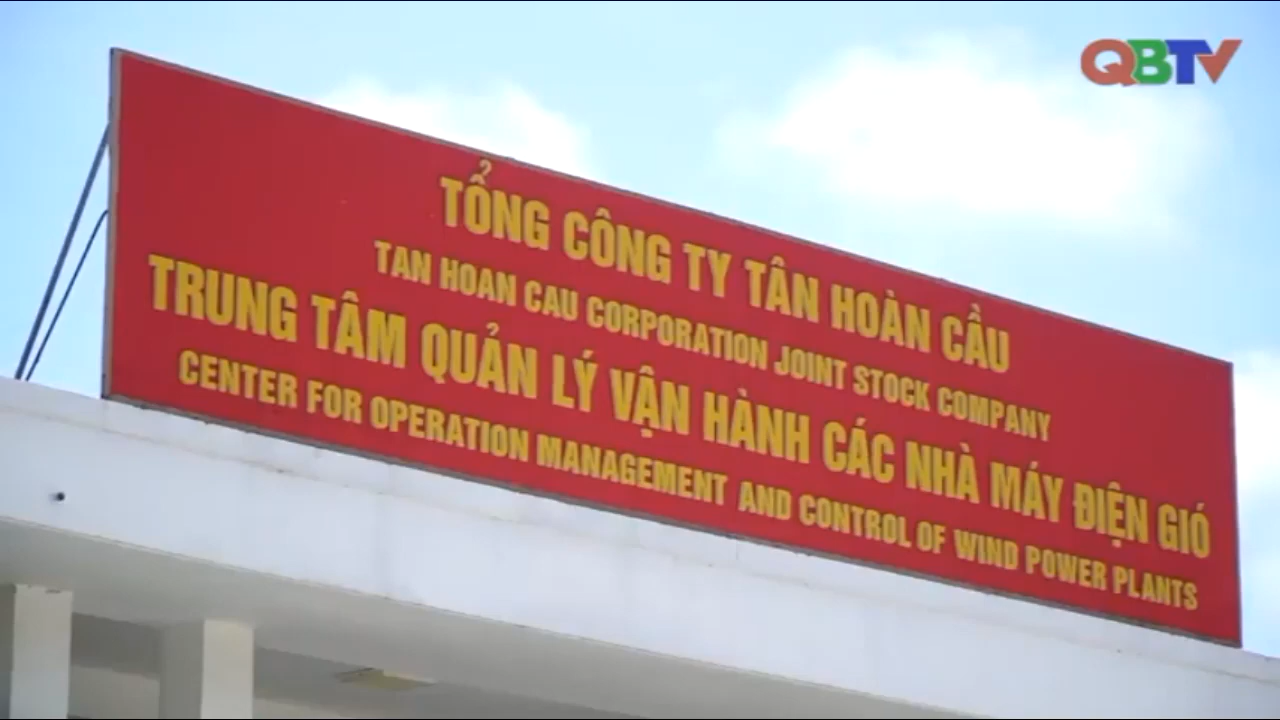 QBTV
TỔNG CÔNG TY TÂN HOÀN CẦU
TAN HOAN CAU CORPORATION JOINT STOCK COMPANY
TRUNG TÂM QUẢN LÝ VẬN HÀNH CÁC NHÀ MÁY ĐIỆN GIÓ
CENTER FOR OPERATION MANAGEMENT AND CONTROL OF WIND POWER PLANTS